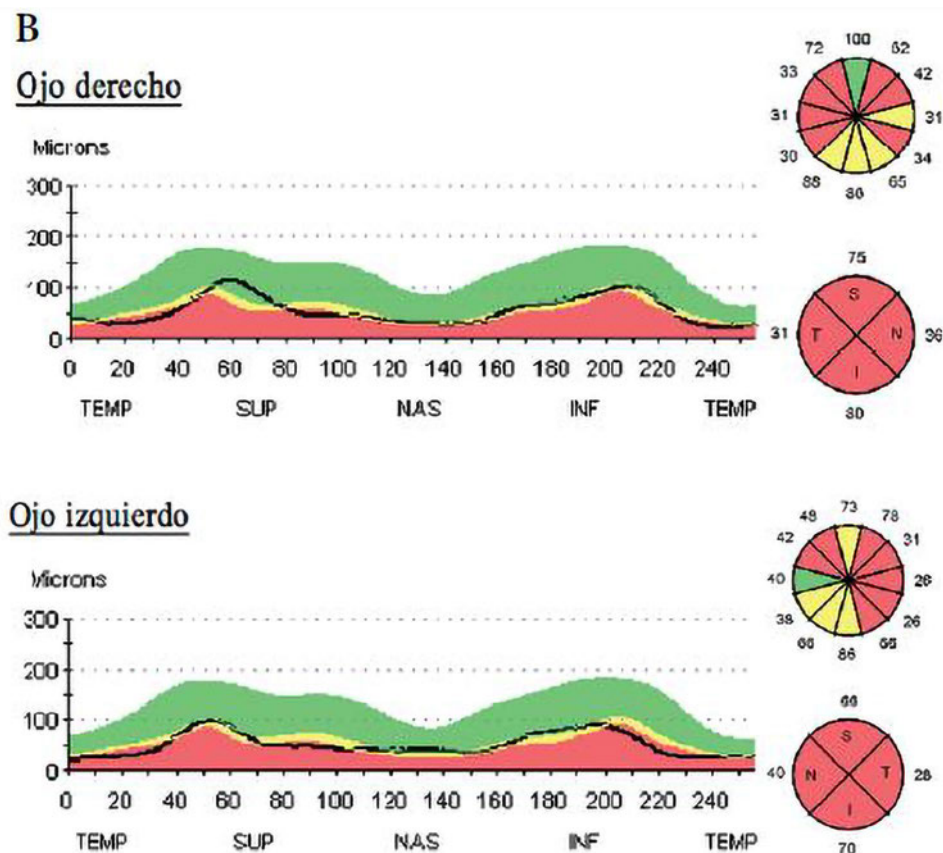 B
Ojo derecho
Microns
300
200
100
0
0 20 40 60 80 100 120 140 160 180 200 220 240
TEMP SUP NAS INF TEMP
100
72 62
33 42
31 31
30 34
88 65
86
75
S
31 T N 36
I
80
Ojo izquierdo
Microns
300
200
100
0
0 20 40 60 80 100 120 140 160 180 200 220 240
TEMP SUP NAS INF TEMP
73
48 78
42 31
40 28
38 26
66 55
86
66
S
40 N T 28
I
70